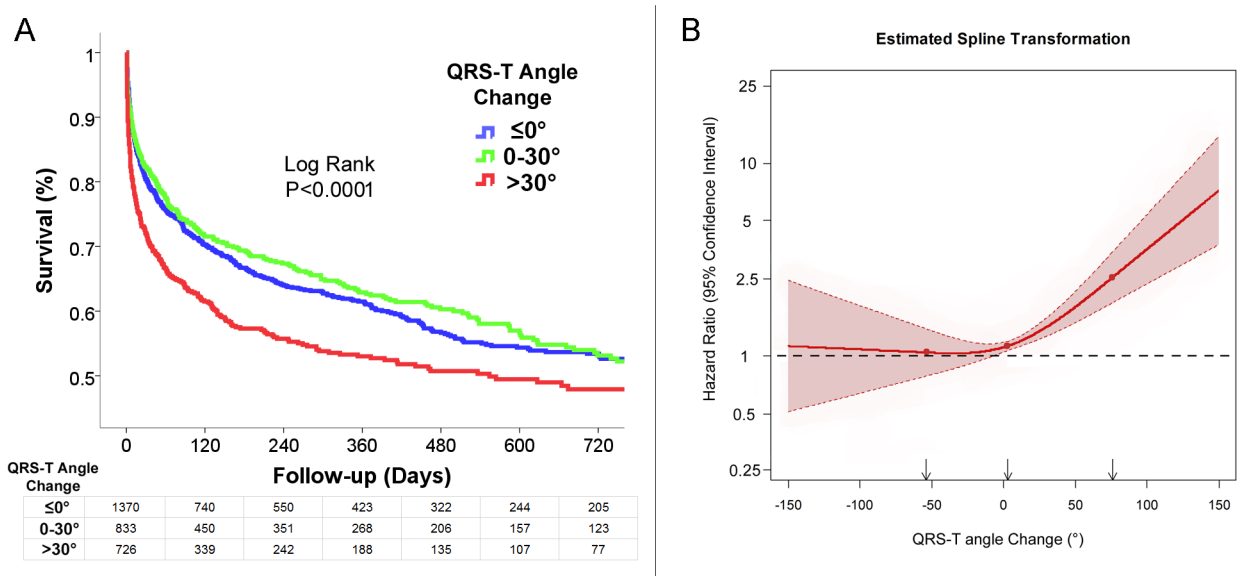 A
QRS-T Angle
Change
≤0°
0-30°
>30°
Log Rank
P<0.0001
Survival (%)
1
0.9
0.8
0.7
0.6
0.5
0 120 240 360 480 600 720
Follow-up (Days)
QRS-T Angle
Change
≤0° 1370 740 550 423 322 244 205
0-30° 833 450 351 268 206 157 123
>30° 726 339 242 188 135 107 77
B
Estimated Spline Transformation
Hazard Ratio (95% Confidence Interval)
25
10
5
2.5
1
0.5
0.25
-150 -100 -50 0 50 100 150
QRS-T angle Change (°)